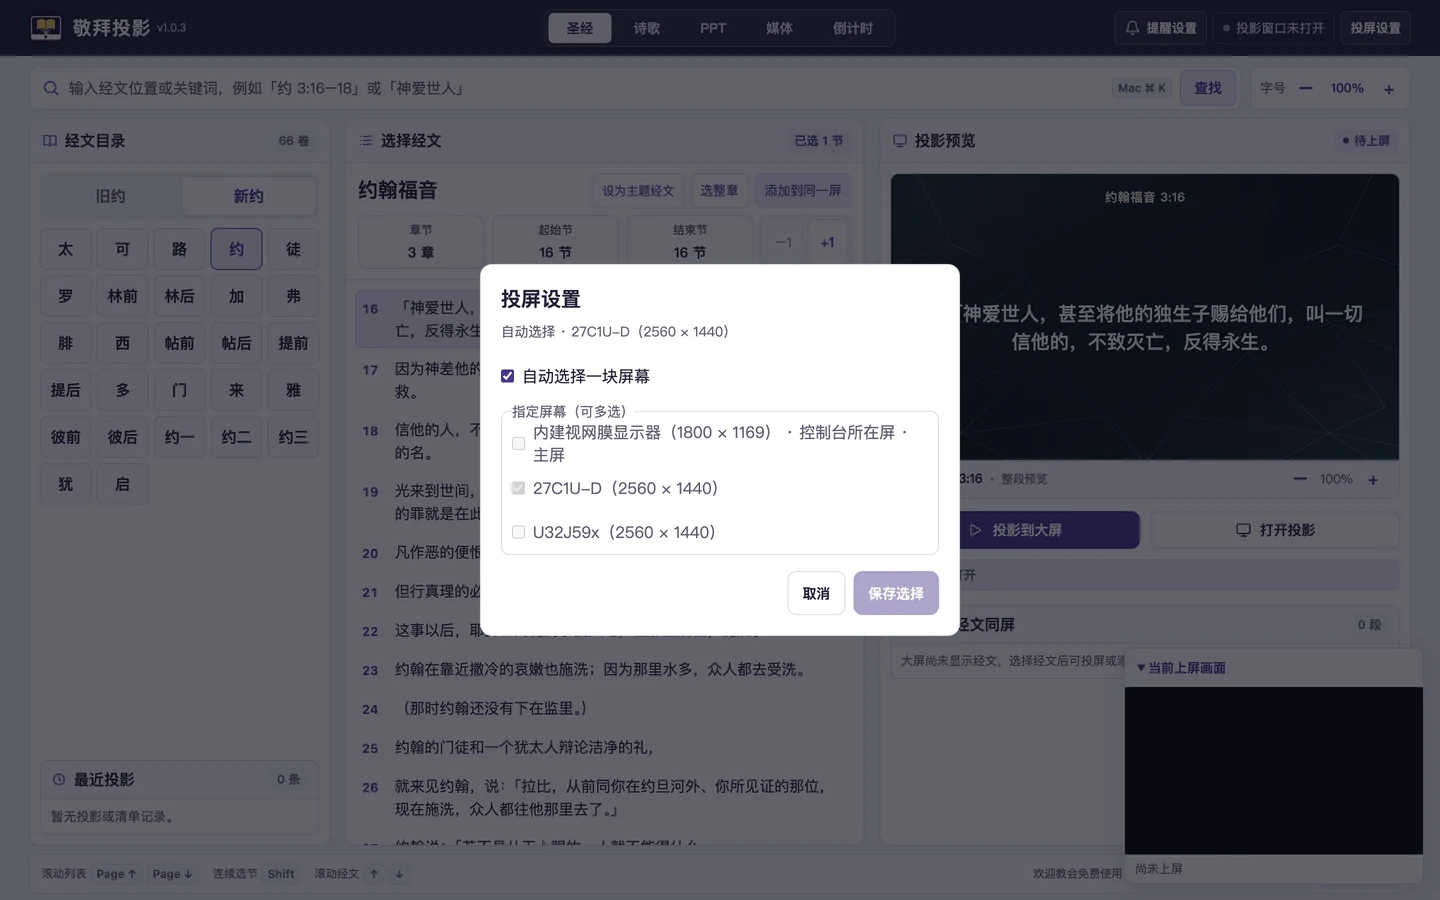 敬拜投影 v1.0.3
圣经
诗歌
PPT
媒体
倒计时
提醒设置
投影窗口未打开
投屏设置
输入经文位置或关键词，例如「约 3:16–18」或「神爱世人」
Mac ⌘ K
查找
字号
100%
经文目录
66 卷
旧约
新约
太 可 路 约 徒
罗 林前 林后 加 弗
腓 西 帖前 帖后 提前
提后 多 门 来 雅
彼前 彼后 约一 约二 约三
犹 启
最近投影
0 条
暂无投影或清单记录。
选择经文
已选 1 节
约翰福音
设为主题经文
选整章
添加到同一屏
章节
3 章
起始节
16 节
结束节
16 节
−1
+1
16 「神爱世人，
亡，反得永生
17 因为神差他的
救。
18 信他的人，不
的名。
19 光来到世间，
的罪就是在此
20 凡作恶的便恨
21 但行真理的必
22 这事以后，
23 约翰在靠近撒冷的哀嫩也施洗；因为那里水多，众人都去受洗。
24 （那时约翰还没有下在监里。）
25 约翰的门徒和一个犹太人辩论洁净的礼，
26 就来见约翰，说：「拉比，从前同你在约旦河外、你所见证的那位，
现在施洗，众人都往他那里去了。」
投影预览
待上屏
约翰福音 3:16
神爱世人，甚至将他的独生子赐给他们，叫一切
信他的，不致灭亡，反得永生。
3:16 · 整段预览
100%
投影到大屏
打开投影
开
经文同屏
0 段
大屏尚未显示经文，选择经文后可投屏或添
▼当前上屏画面
尚未上屏
投屏设置
自动选择 · 27C1U-D（2560 × 1440）
自动选择一块屏幕
指定屏幕（可多选）
内建视网膜显示器（1800 × 1169） · 控制台所在屏 ·
主屏
27C1U-D（2560 × 1440）
U32J59x（2560 × 1440）
取消
保存选择
滚动列表 Page ↑ Page ↓ 连续选节 Shift 滚动经文 ↑ ↓
欢迎教会免费使用